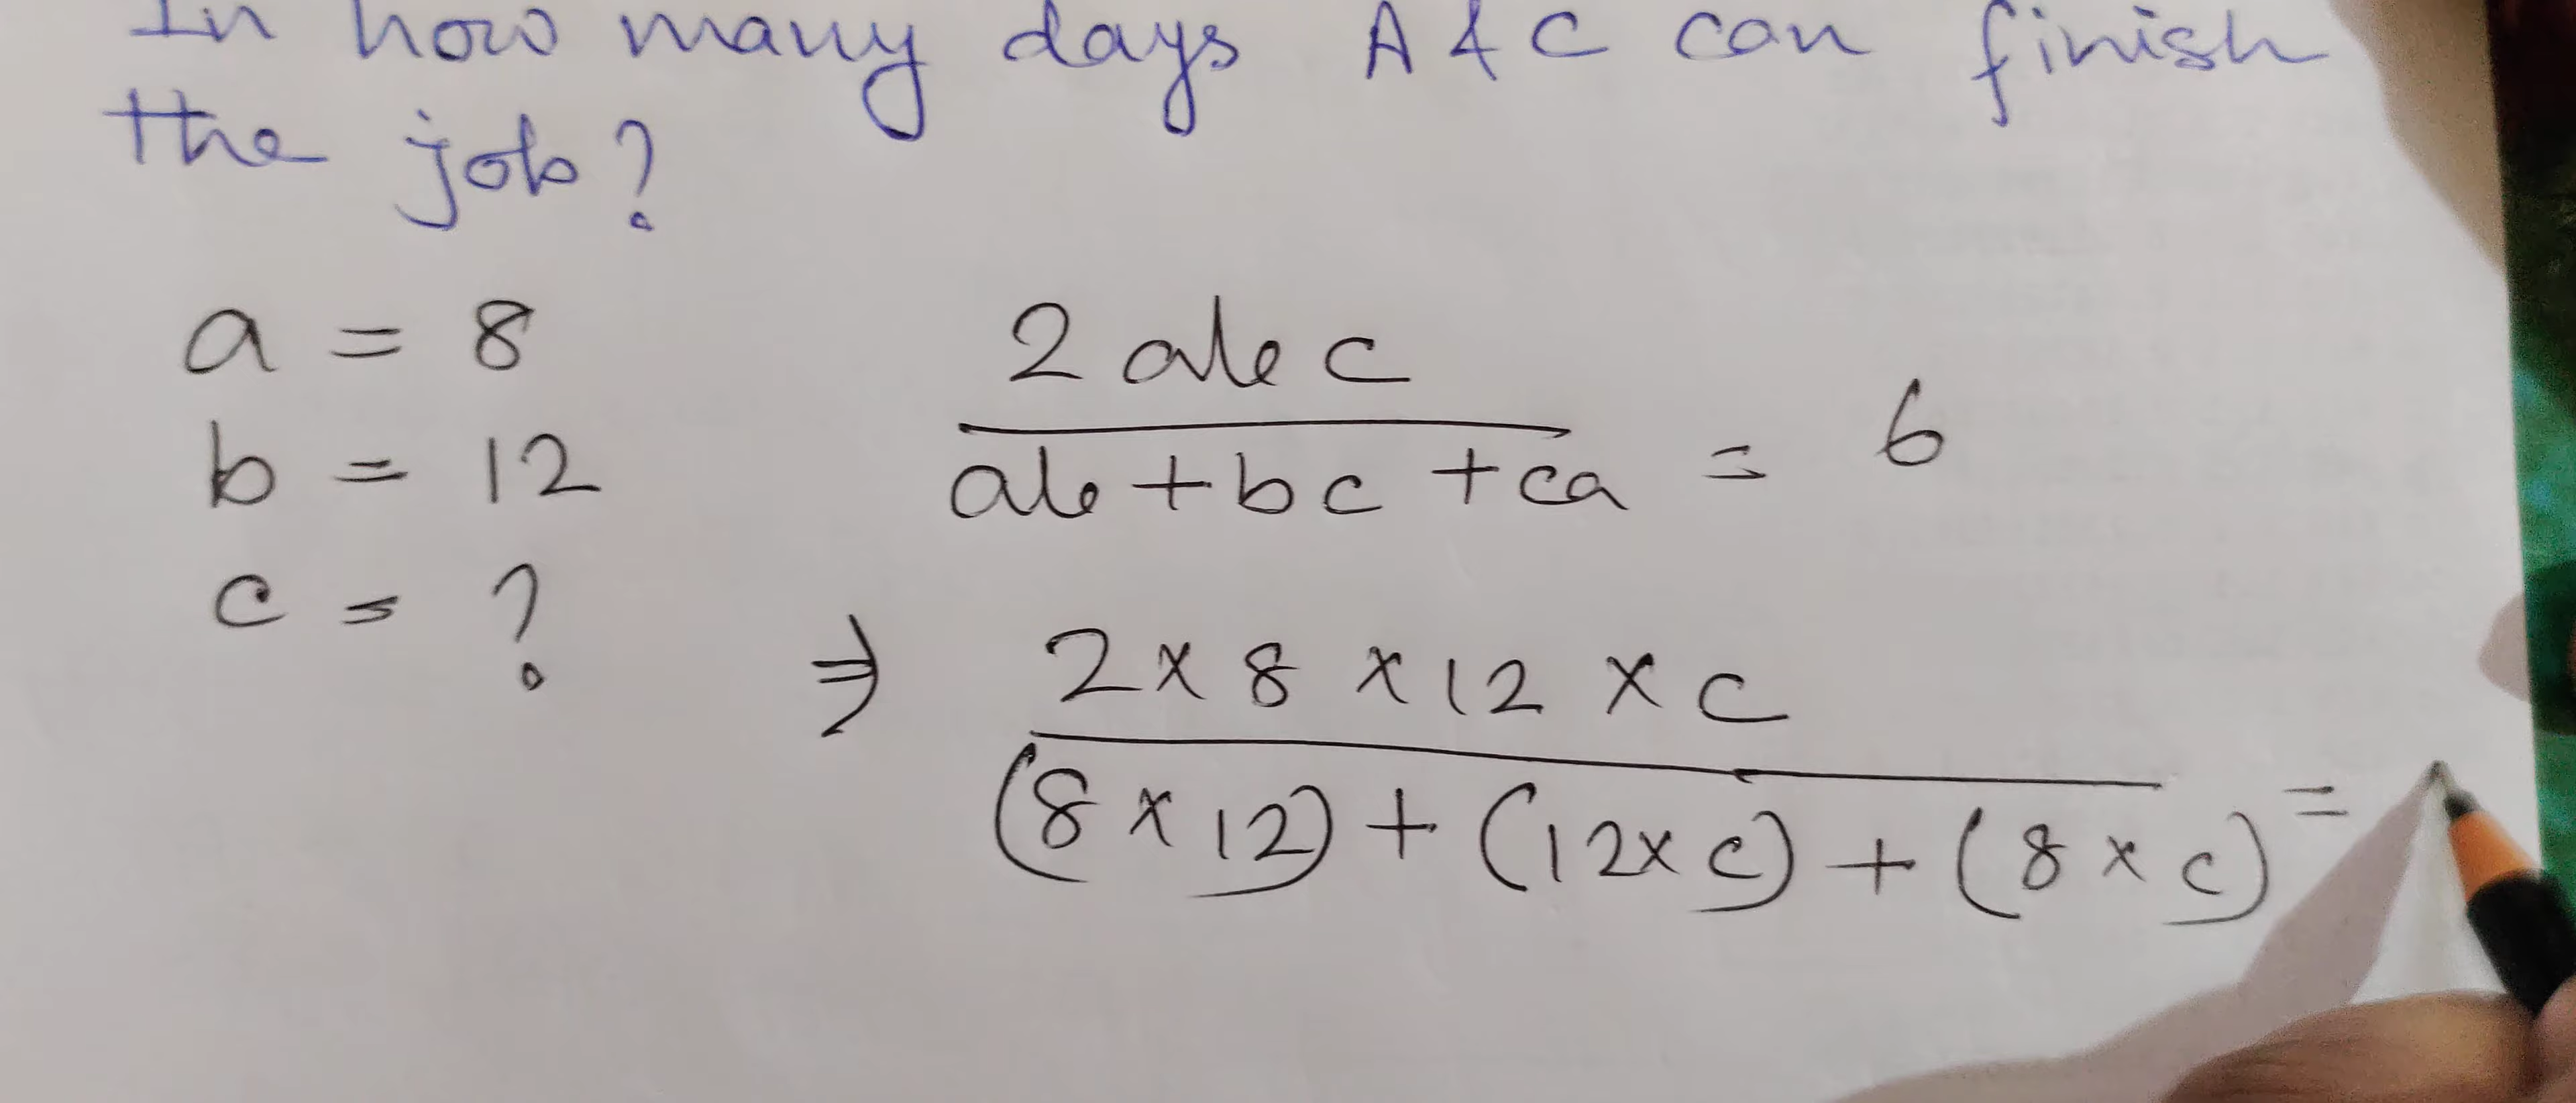 In how many days A & C can finish
the job?
a = 8
b = 12
c = ?
2abc
ab + bc + ca = 6
⇒ 2 × 8 × 12 × c
(8 × 12) + (12 × c) + (8 × c) =